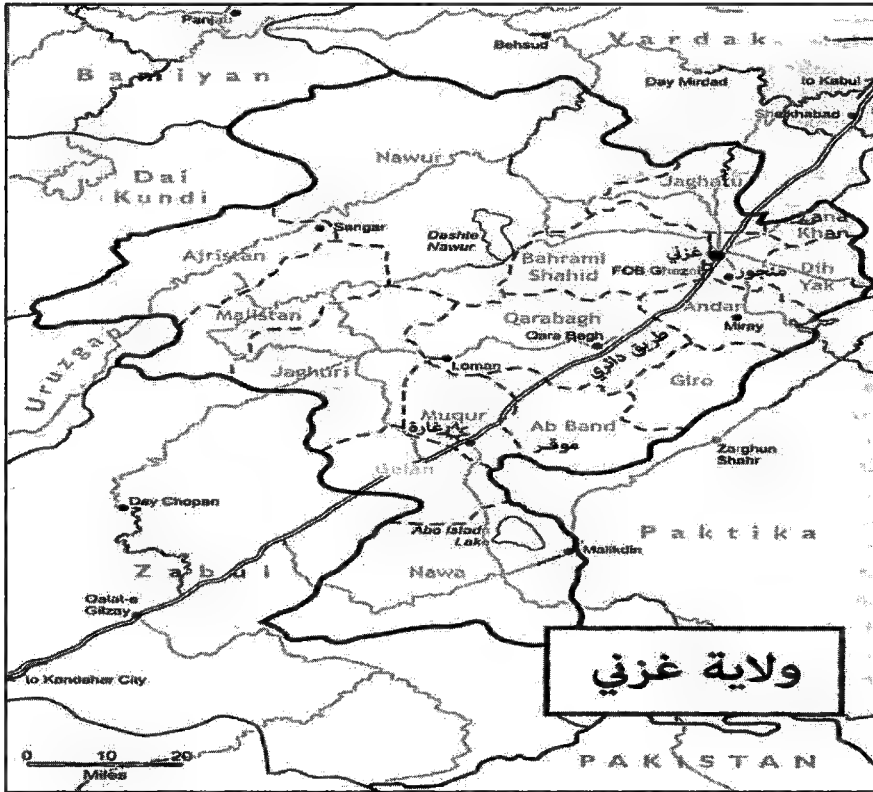 Panjab
Behsud
Vardak
Bamiyan
Day Mirdad
to Kabul
Shekhabad
Nawur
Jaghatu
Dai
Kundi
Zana
Khan
Sangar
Dashte
Nawur
Ajristan
غزني
Bahrami
Shahid
FOB Ghazni
منجور
Dih
Yak
Malistan
Qarabagh
Andar
Miray
Qara Bagh
Uruzgan
Jaghuri
Loman
طريق دائري
Giro
Muqur
Ab Band
موقر
Gelan
Zarghun
Shahr
Day Chopan
Abe Istada
Lake
Paktika
Malikdin
Zabul
Nawa
Qalat-e
Gilzay
ولاية غزني
to Kandahar City
0 10 20
Miles
PAKISTAN